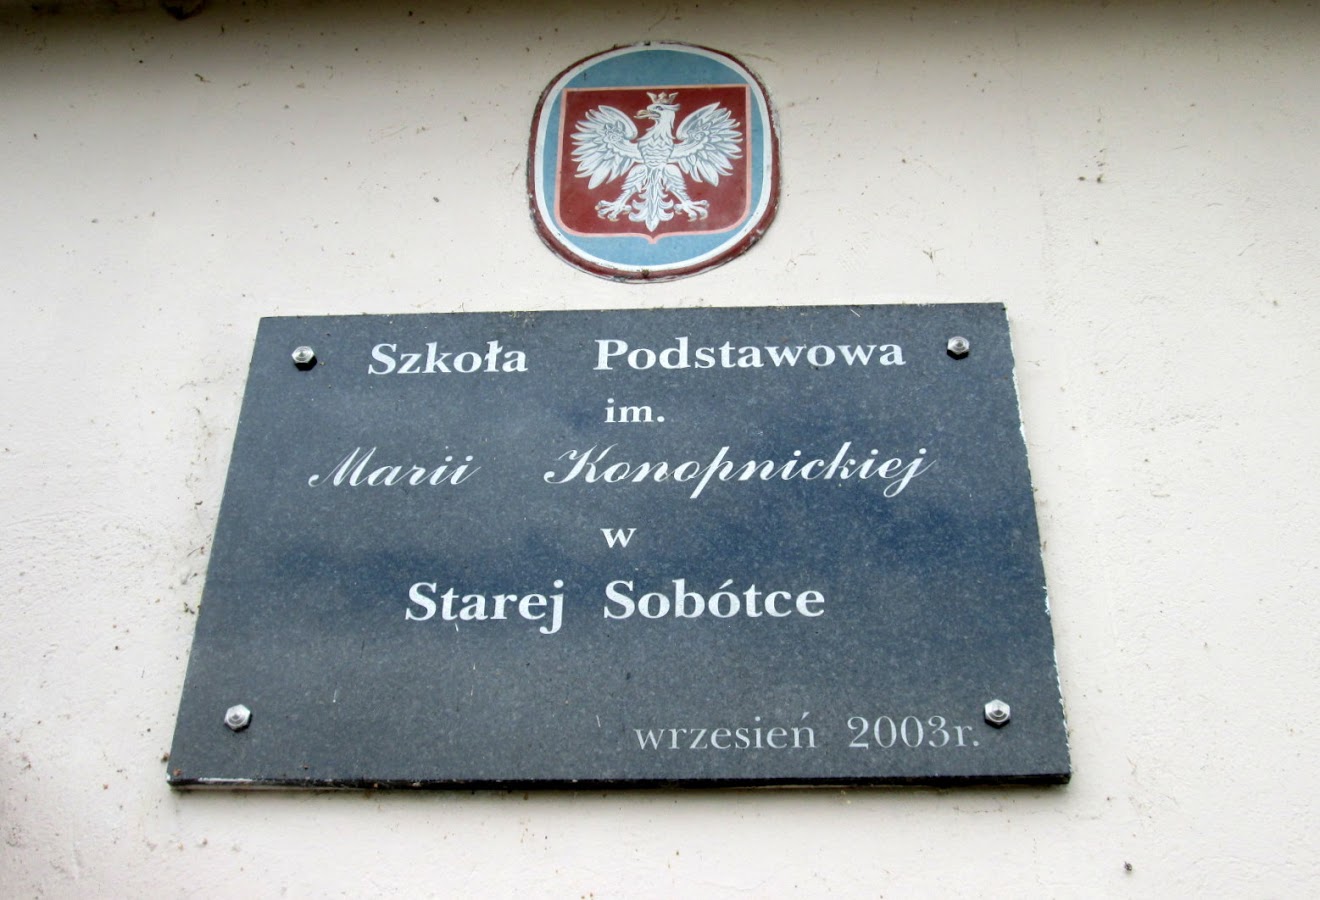 Szkoła Podstawowa
im.
Marii Konopnickiej
w
Starej Sobótce
wrzesień 2003r.